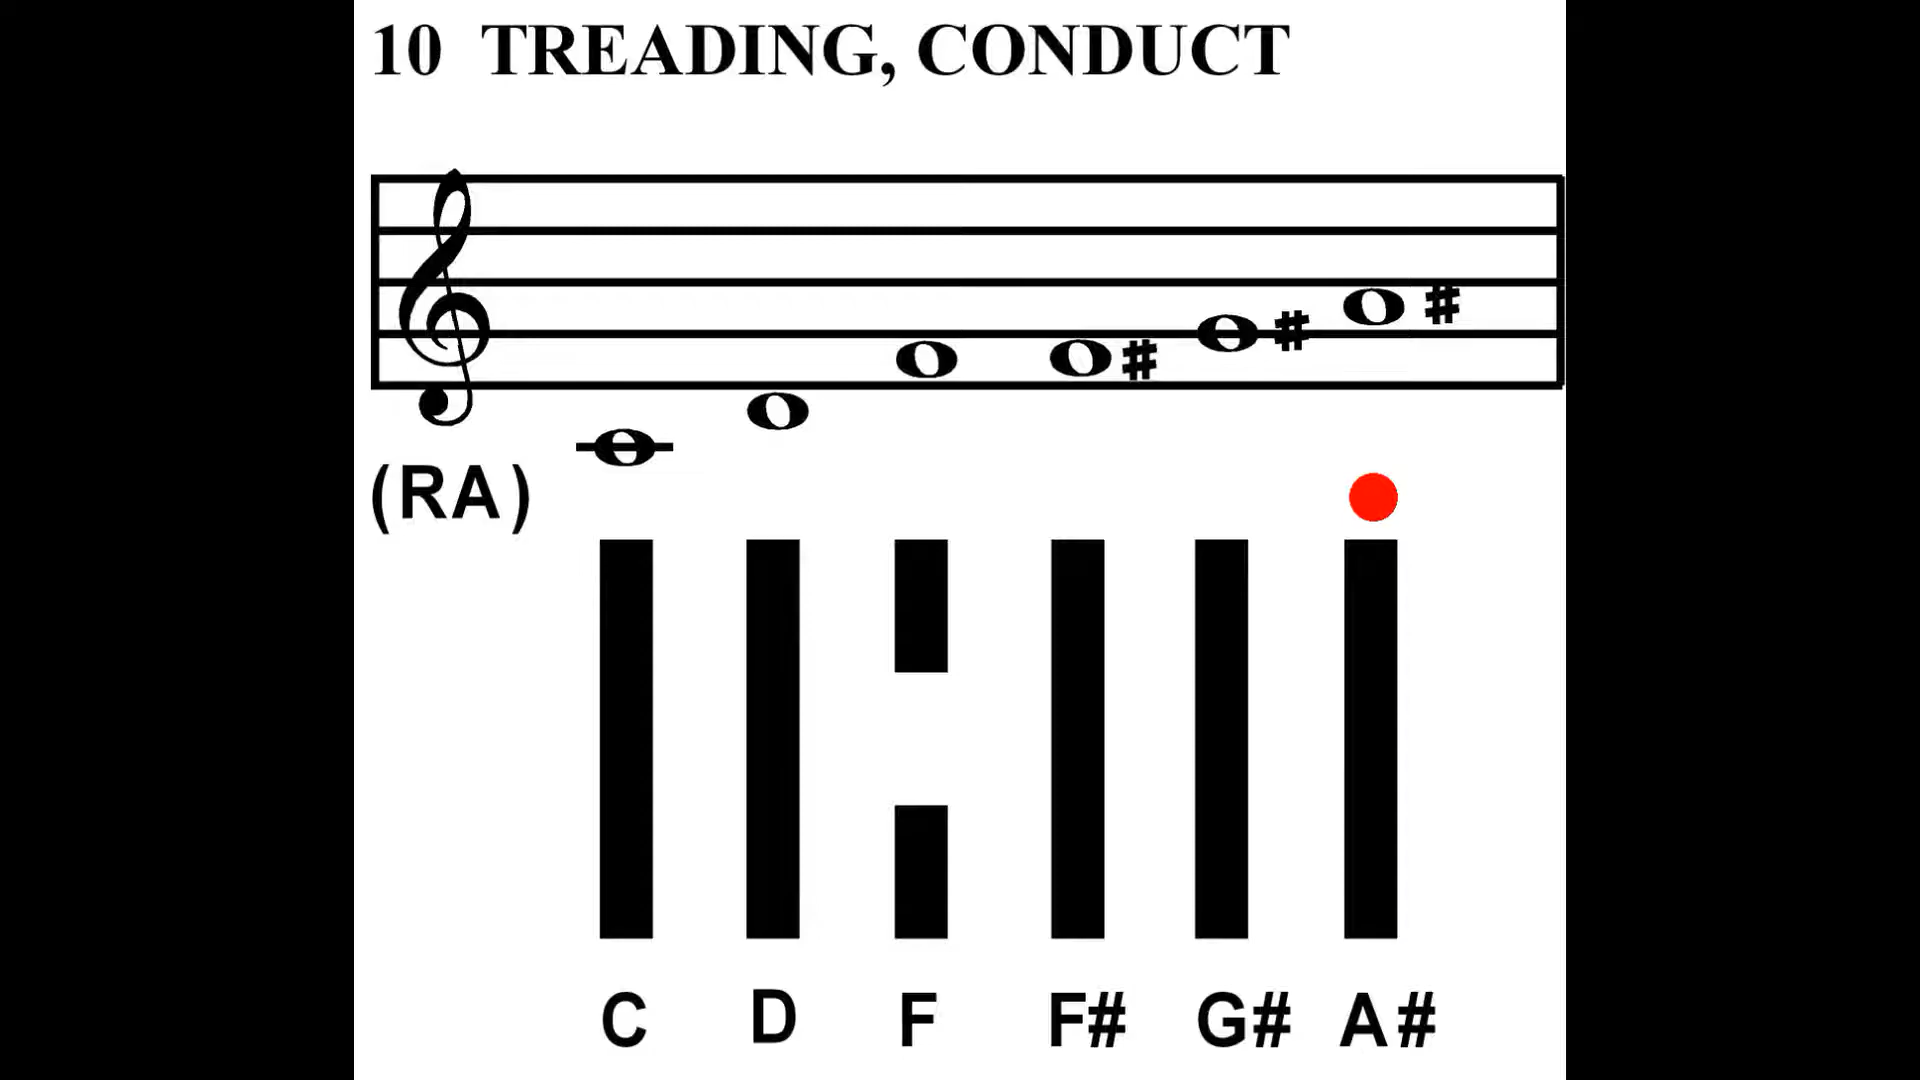 10 TREADING, CONDUCT
# # #
(RA)
C D F F# G# A#